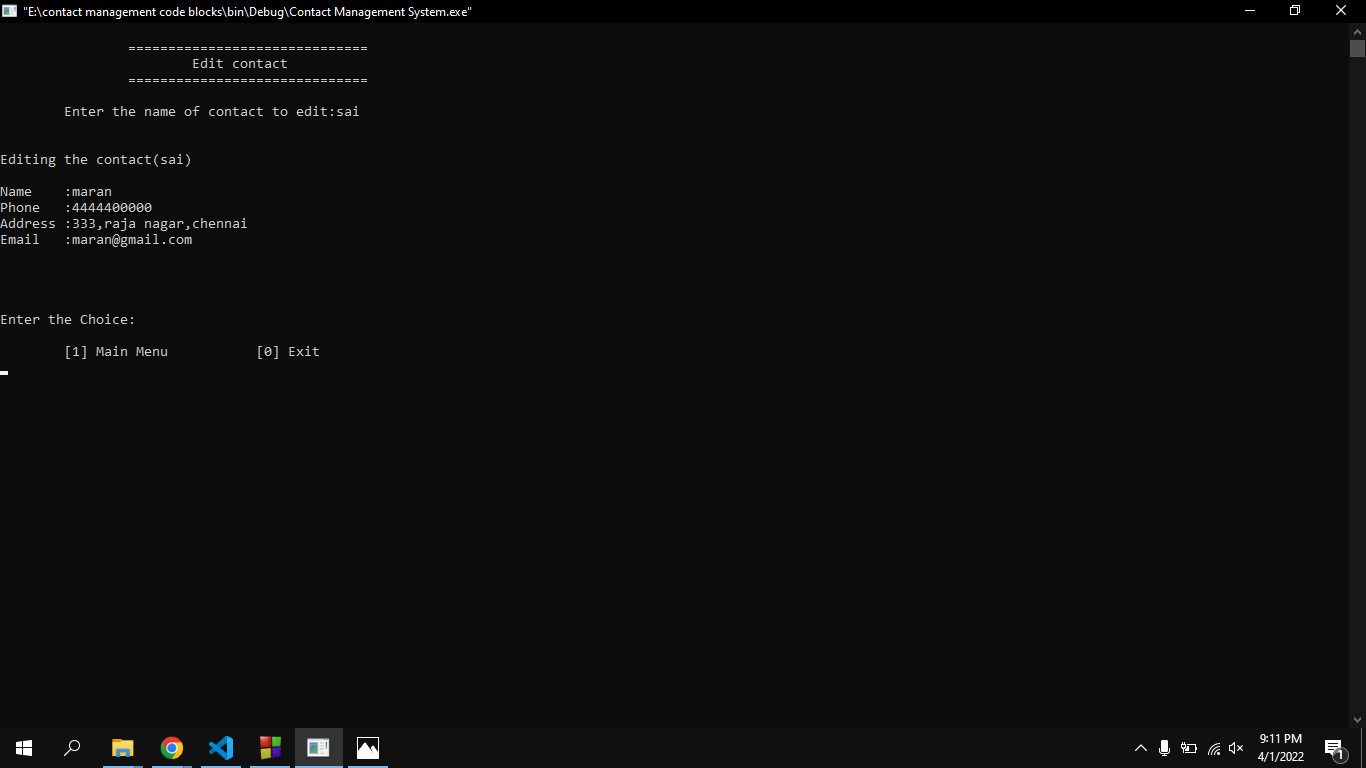 "E:\contact management code blocks\bin\Debug\Contact Management System.exe"
==============================
Edit contact
==============================
Enter the name of contact to edit:sai
Editing the contact(sai)
Name    :maran
Phone   :4444400000
Address :333,raja nagar,chennai
Email   :maran@gmail.com
Enter the Choice:
[1] Main Menu           [0] Exit
9:11 PM
4/1/2022
1